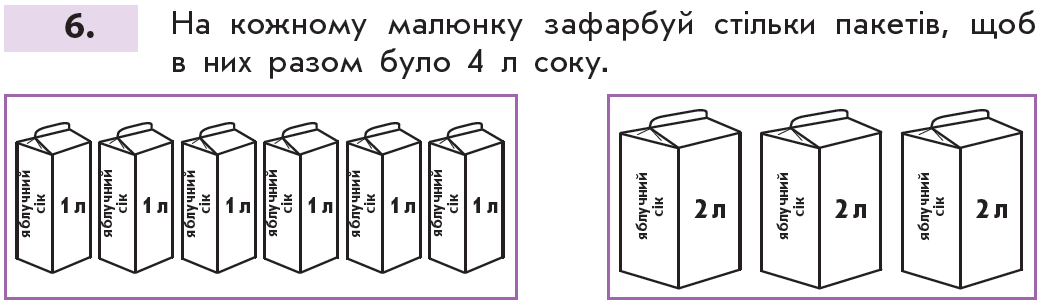 6. На кожному малюнку зафарбуй стільки пакетів, щоб
в них разом було 4 л соку.
яблучний
сік
1 л
яблучний
сік
1 л
яблучний
сік
1 л
яблучний
сік
1 л
яблучний
сік
1 л
яблучний
сік
1 л
яблучний
сік
2 л
яблучний
сік
2 л
яблучний
сік
2 л